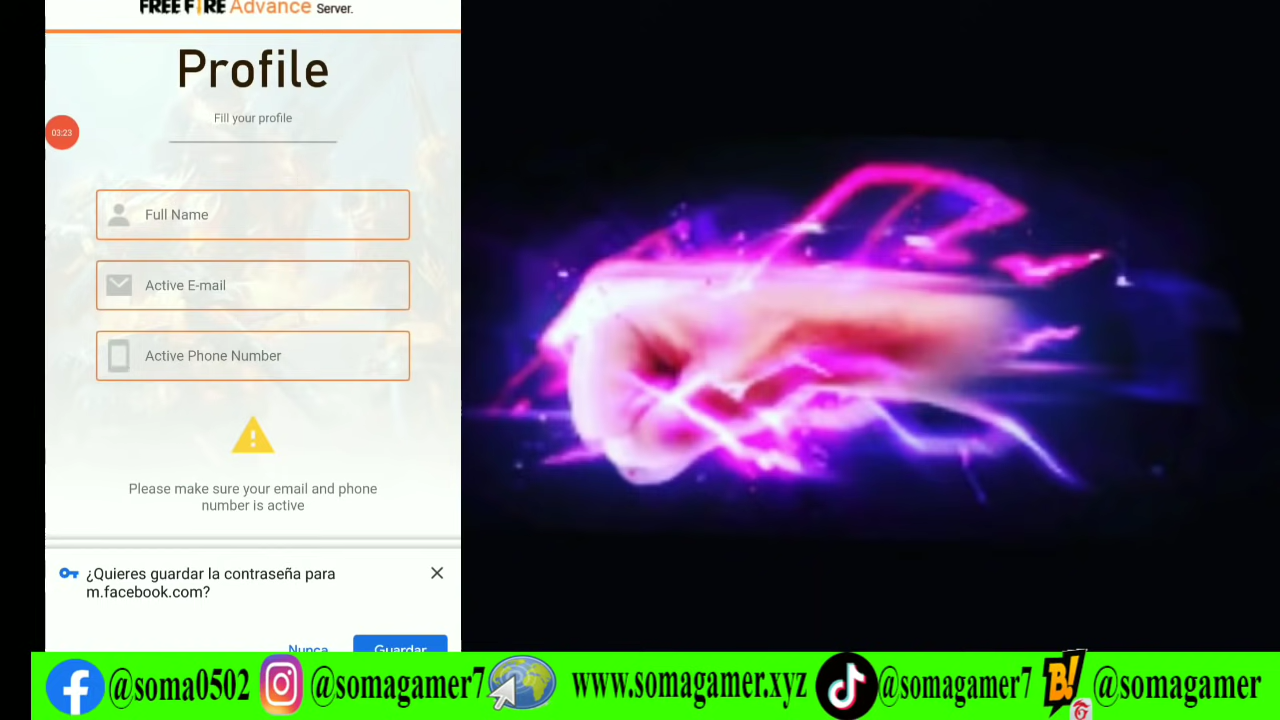 FREE FIRE Advance Server.
Profile
Fill your profile
03:23
Full Name
Active E-mail
Active Phone Number
Please make sure your email and phone
number is active
¿Quieres guardar la contraseña para
m.facebook.com?
Nunca Guardar
@soma0502 @somagamer7 www.somagamer.xyz @somagamer7 B! @somagamer